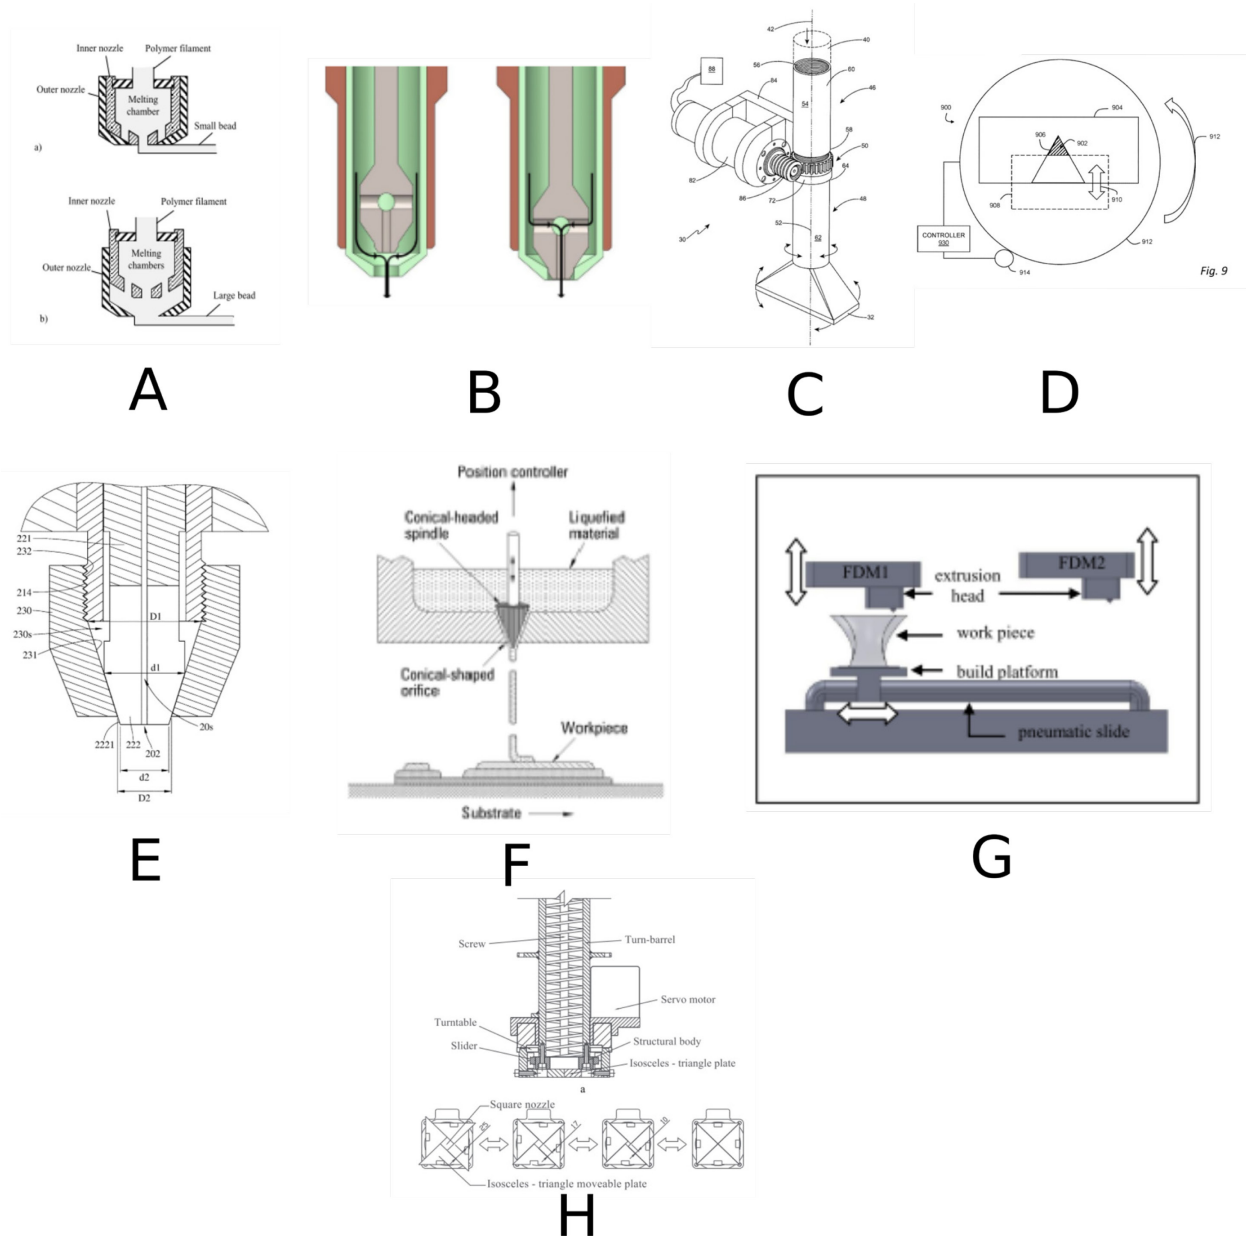 Inner nozzle
Polymer filament
Outer nozzle
Melting
chamber
Small bead
a)
Inner nozzle
Polymer filament
Melting
chambers
Outer nozzle
Large bead
b)
A
B
42
40
88
56
84
60
54
46
58
50
64
82
86
72
48
52
30
62
32
C
900
904
906
902
912
908
910
CONTROLLER
930
914
912
Fig. 9
D
221
232
214
230
D1
230s
231
d1
2221
222
202
20s
d2
D2
E
Position controller
Conical-headed
spindle
Liquefied
material
Conical-shaped
orifice
Workpiece
Substrate
F
FDM1
FDM2
extrusion
head
work piece
build platform
pneumatic slide
G
Screw
Turn-barrel
Servo motor
Turntable
Structural body
Slider
Isosceles - triangle plate
a
Square nozzle
17
Isosceles - triangle moveable plate
H